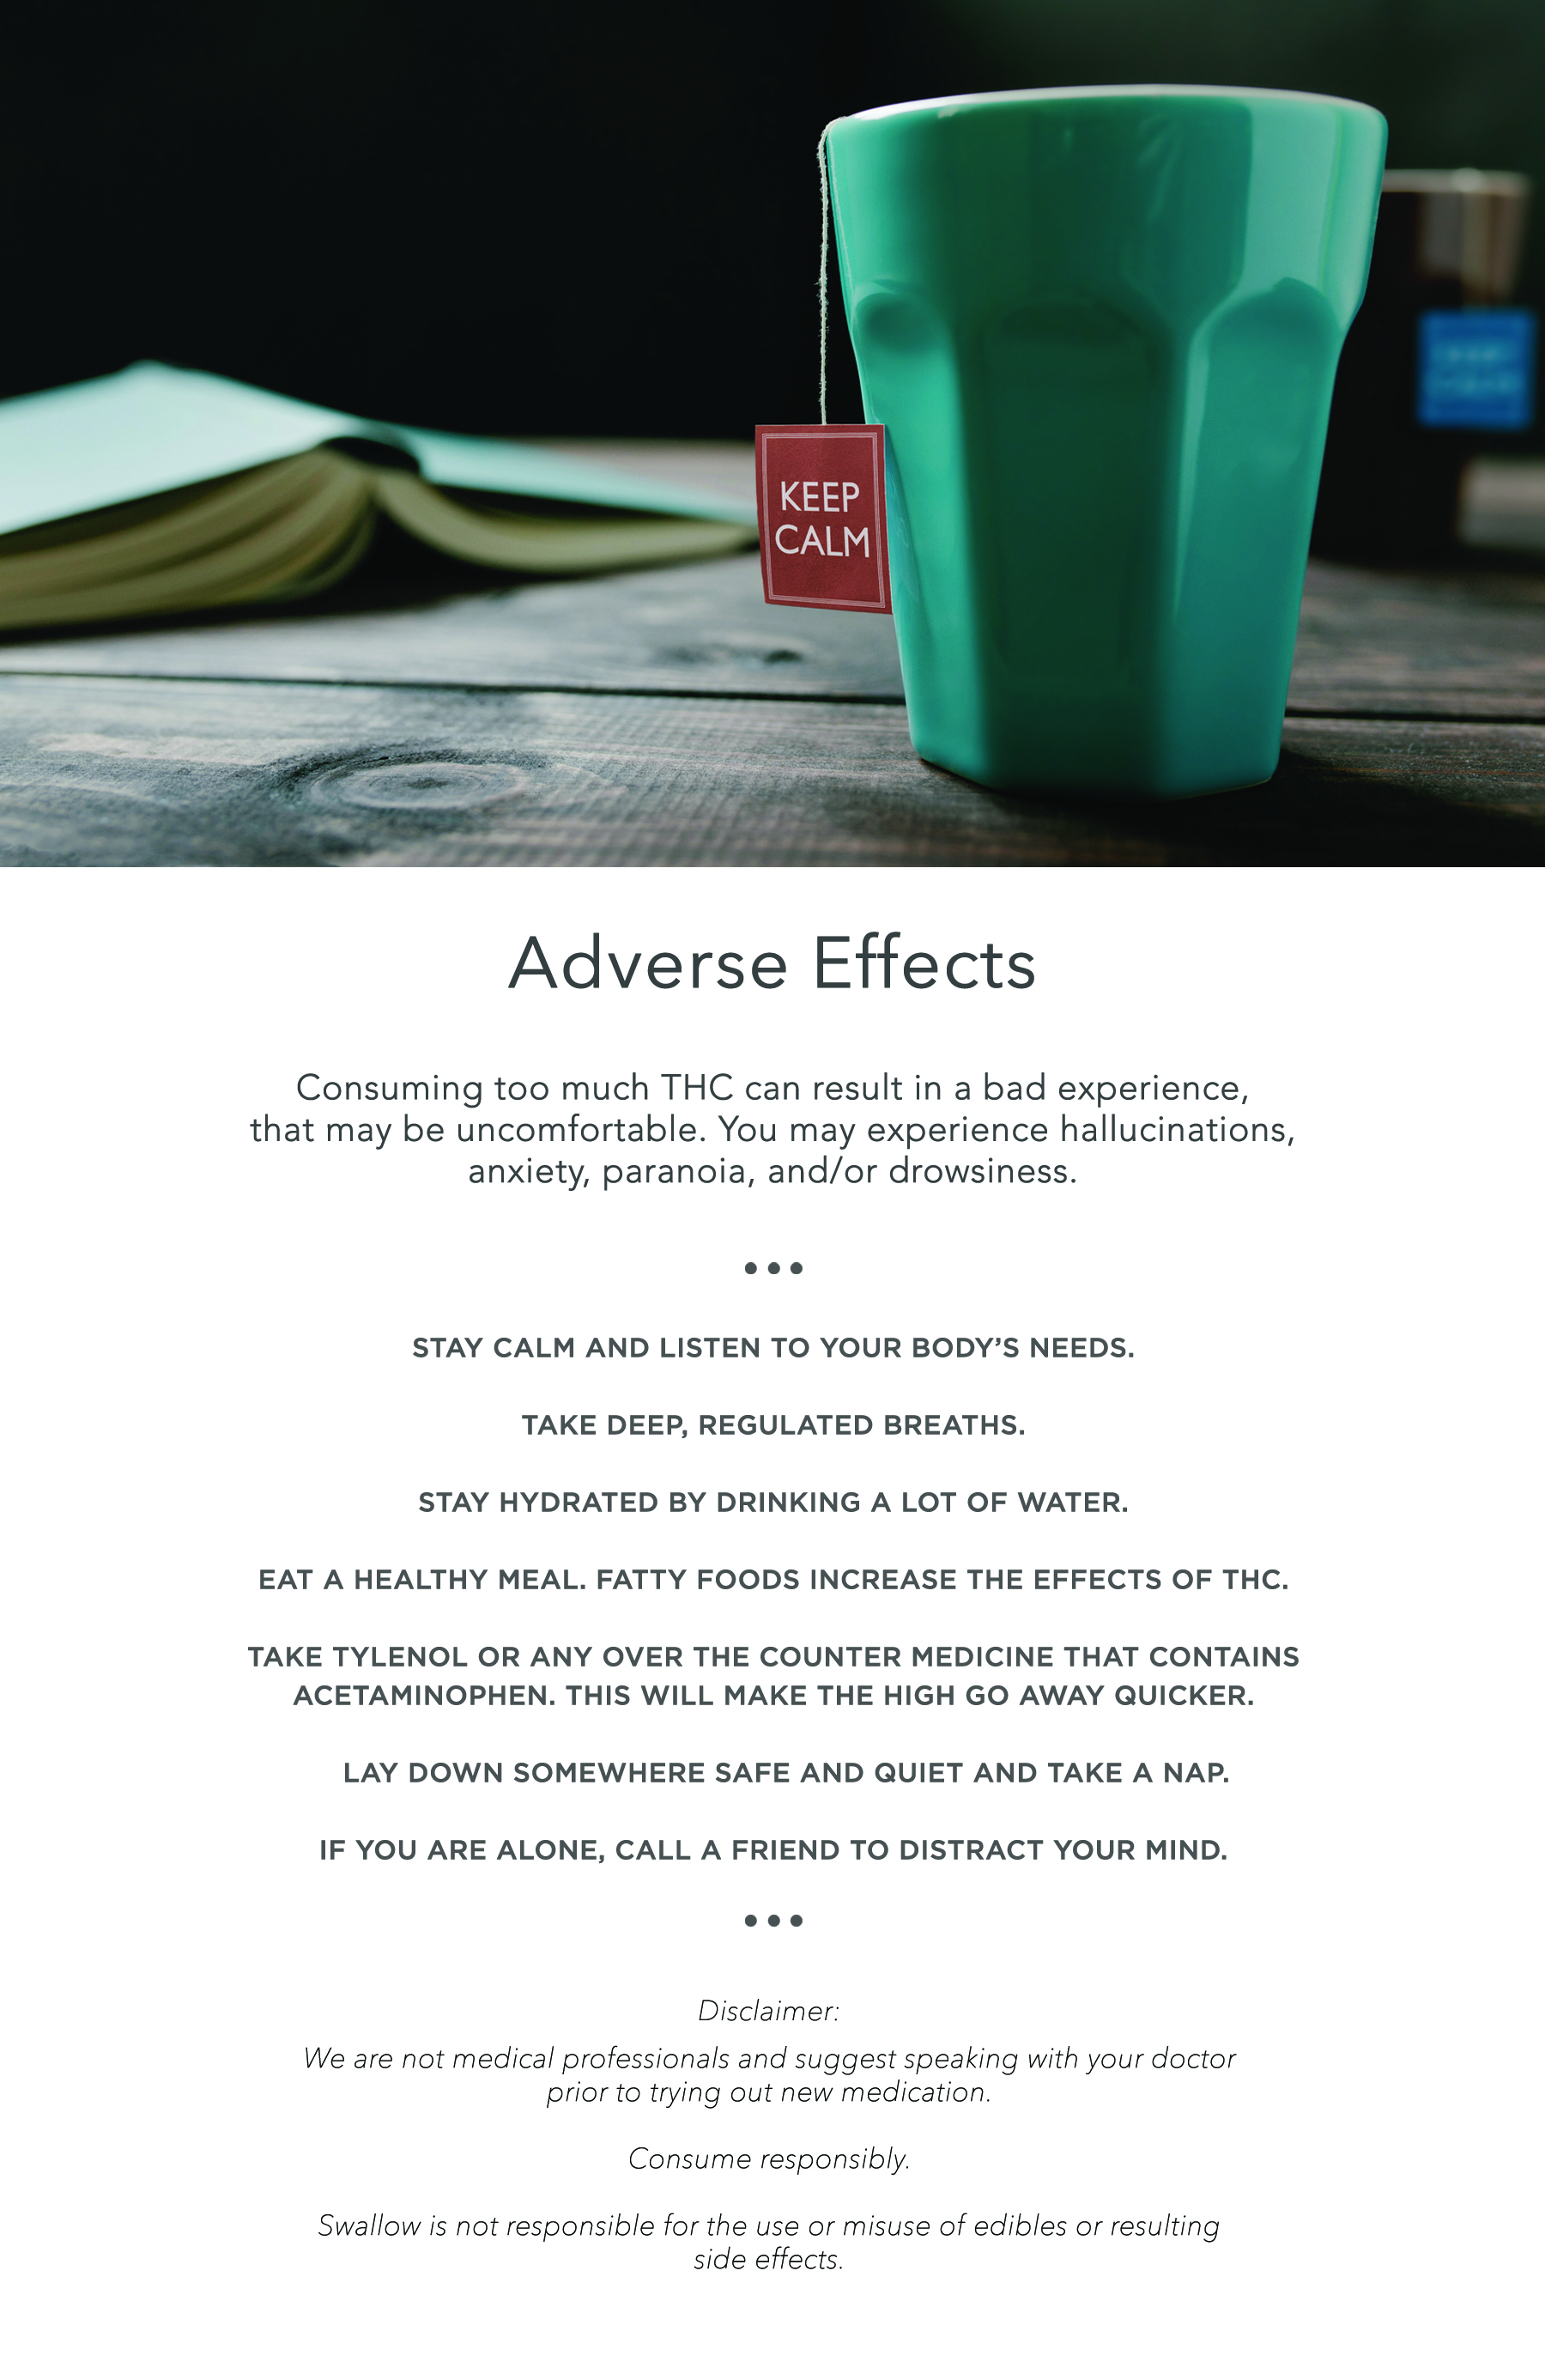 KEEP
CALM
Adverse Effects
Consuming too much THC can result in a bad experience,
that may be uncomfortable. You may experience hallucinations,
anxiety, paranoia, and/or drowsiness.
•••
STAY CALM AND LISTEN TO YOUR BODY’S NEEDS.
TAKE DEEP, REGULATED BREATHS.
STAY HYDRATED BY DRINKING A LOT OF WATER.
EAT A HEALTHY MEAL. FATTY FOODS INCREASE THE EFFECTS OF THC.
TAKE TYLENOL OR ANY OVER THE COUNTER MEDICINE THAT CONTAINS
ACETAMINOPHEN. THIS WILL MAKE THE HIGH GO AWAY QUICKER.
LAY DOWN SOMEWHERE SAFE AND QUIET AND TAKE A NAP.
IF YOU ARE ALONE, CALL A FRIEND TO DISTRACT YOUR MIND.
•••
Disclaimer:
We are not medical professionals and suggest speaking with your doctor
prior to trying out new medication.
Consume responsibly.
Swallow is not responsible for the use or misuse of edibles or resulting
side effects.